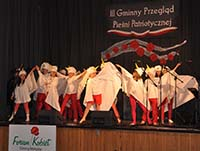 III Gminny Przegląd
Pieśni Patriotycznej
Forum Kobiet